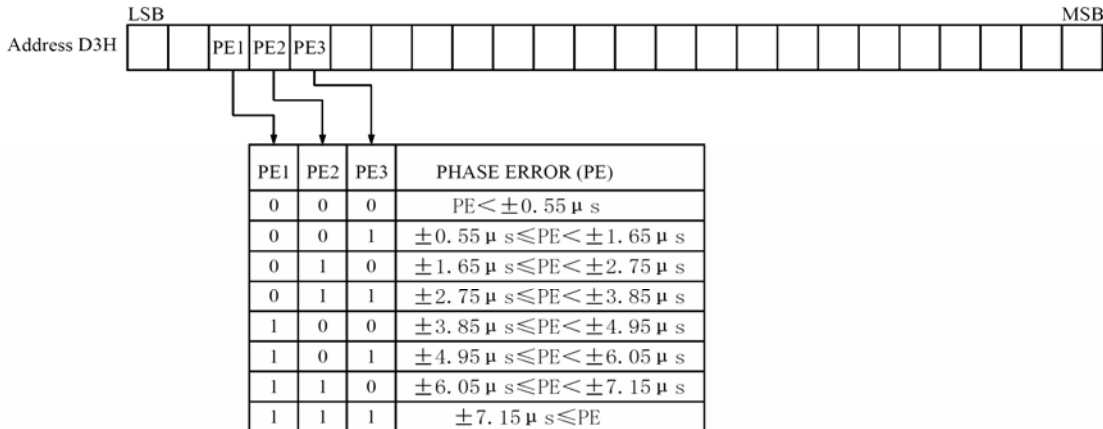 LSB MSB
Address D3H PE1 PE2 PE3
PE1 PE2 PE3 PHASE ERROR (PE)
0 0 0 PE<±0.55μs
0 0 1 ±0.55μs≤PE<±1.65μs
0 1 0 ±1.65μs≤PE<±2.75μs
0 1 1 ±2.75μs≤PE<±3.85μs
1 0 0 ±3.85μs≤PE<±4.95μs
1 0 1 ±4.95μs≤PE<±6.05μs
1 1 0 ±6.05μs≤PE<±7.15μs
1 1 1 ±7.15μs≤PE